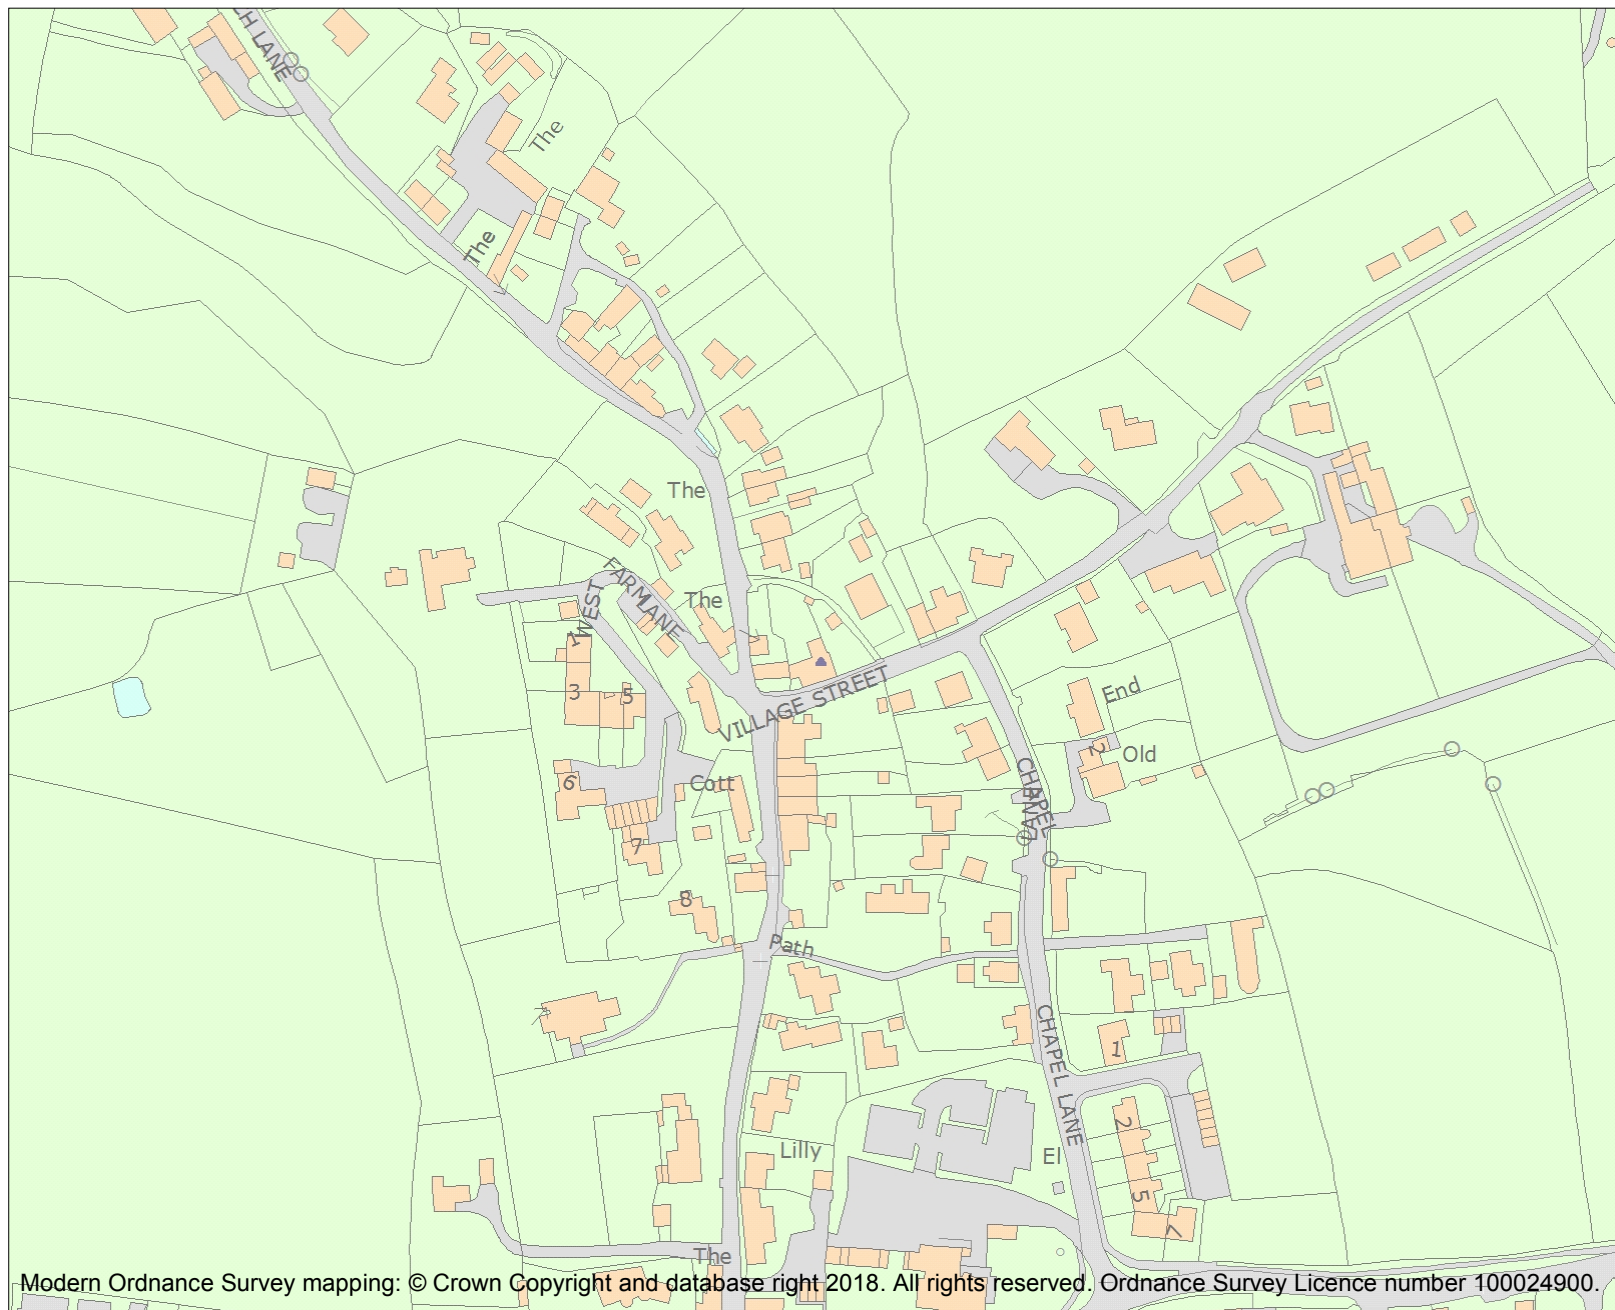 CH LANE
The
The
The
FARM LANE
WEST
The
1
3
5
VILLAGE STREET
End
2
Old
6
Cott
CHAPEL
LANE
7
8
Path
CHAPEL LANE
1
2
Lilly
El
5
7
The
Modern Ordnance Survey mapping: © Crown Copyright and database right 2018. All rights reserved. Ordnance Survey Licence number 100024900.